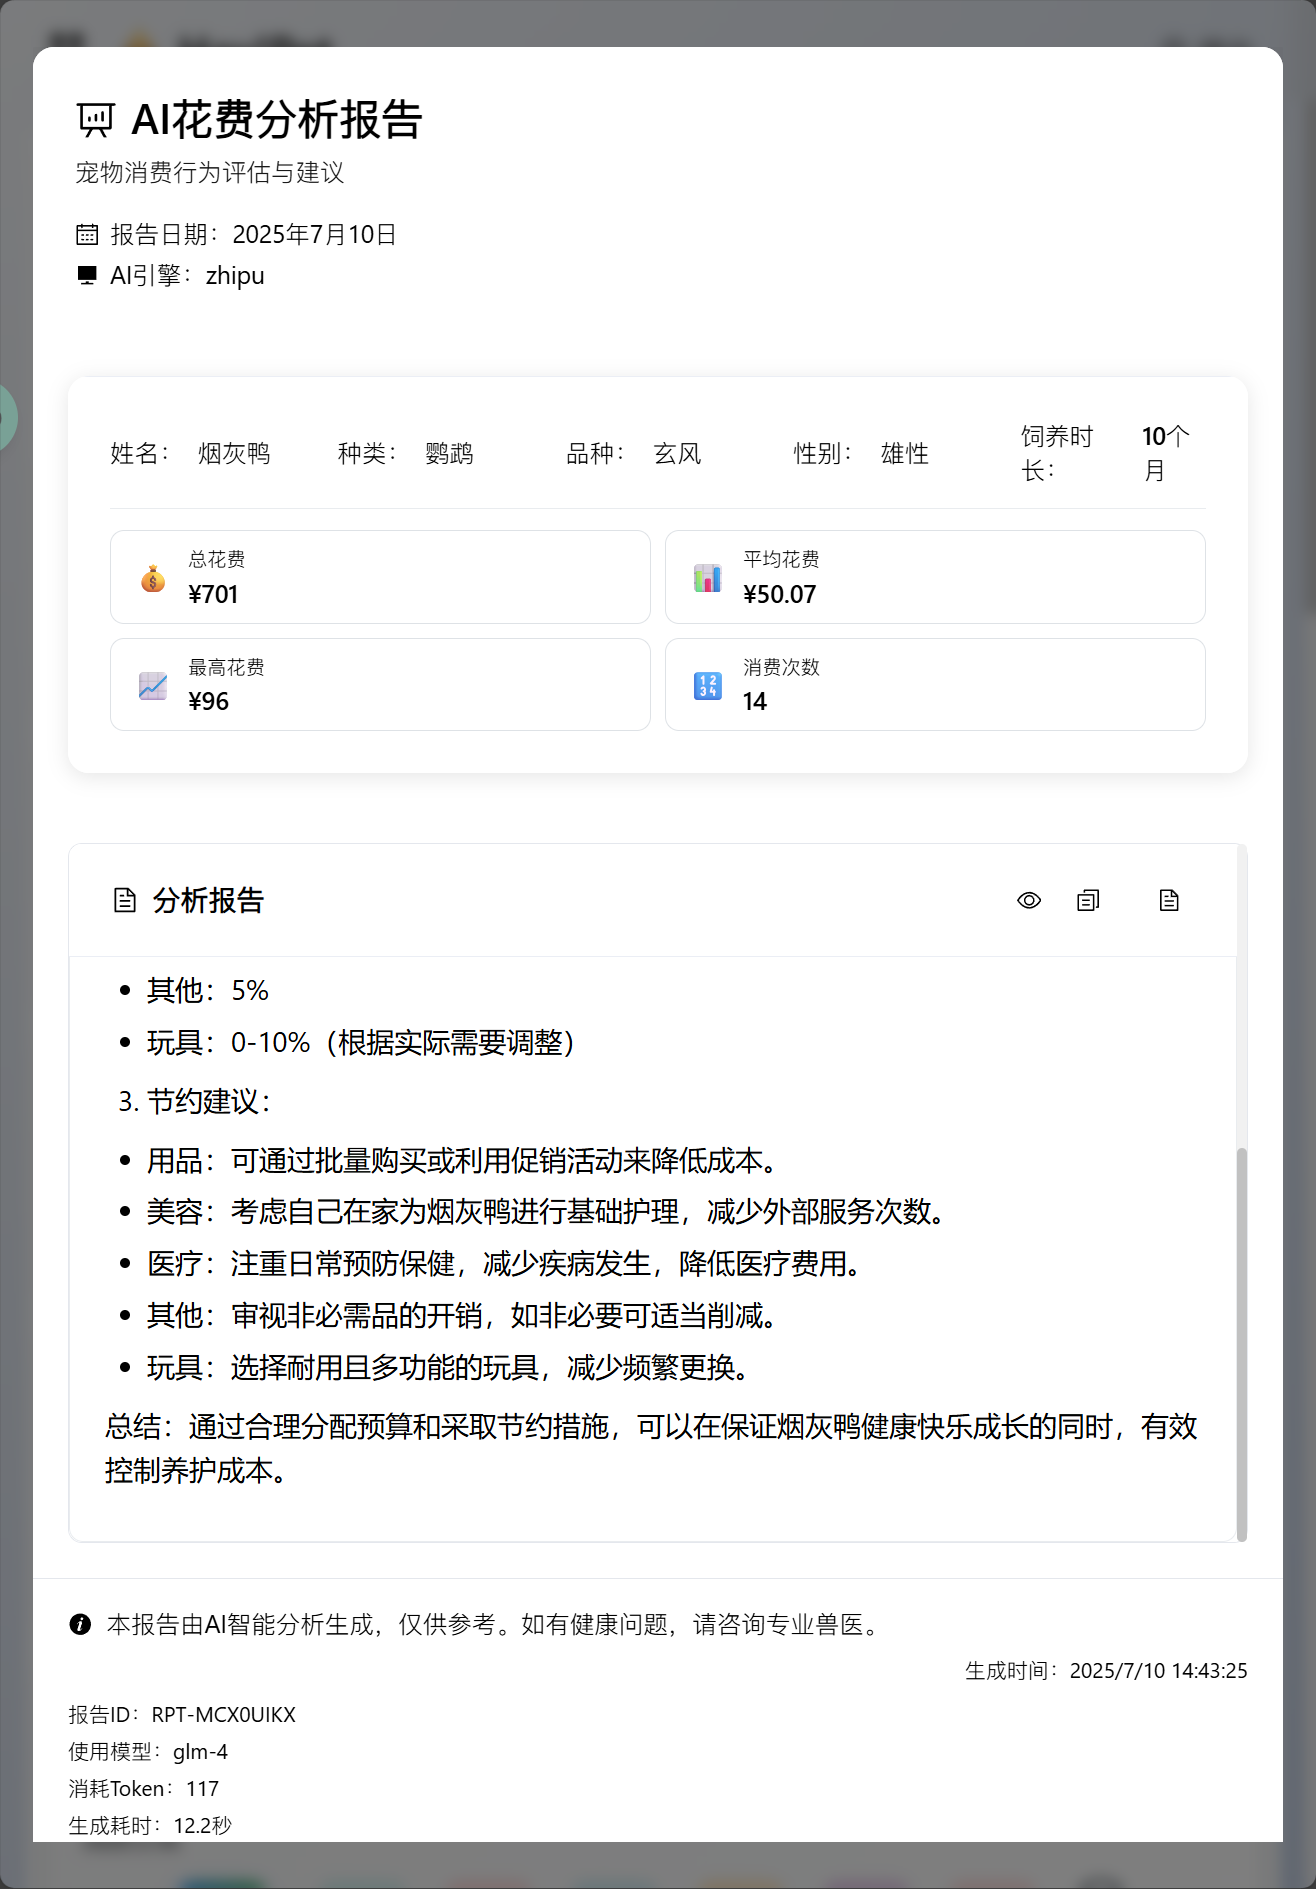 AI花费分析报告
宠物消费行为评估与建议
报告日期：2025年7月10日
AI引擎：zhipu
姓名：烟灰鸭 种类：鹦鹉 品种：玄风 性别：雄性 饲养时长：10个月
总花费
¥701
平均花费
¥50.07
最高花费
¥96
消费次数
14
分析报告
• 其他：5%
• 玩具：0-10%（根据实际需要调整）
3. 节约建议：
• 用品：可通过批量购买或利用促销活动来降低成本。
• 美容：考虑自己在家为烟灰鸭进行基础护理，减少外部服务次数。
• 医疗：注重日常预防保健，减少疾病发生，降低医疗费用。
• 其他：审视非必需品的开销，如非必要可适当削减。
• 玩具：选择耐用且多功能的玩具，减少频繁更换。
总结：通过合理分配预算和采取节约措施，可以在保证烟灰鸭健康快乐成长的同时，有效
控制养护成本。
本报告由AI智能分析生成，仅供参考。如有健康问题，请咨询专业兽医。
生成时间：2025/7/10 14:43:25
报告ID：RPT-MCX0UIKX
使用模型：glm-4
消耗Token：117
生成耗时：12.2秒